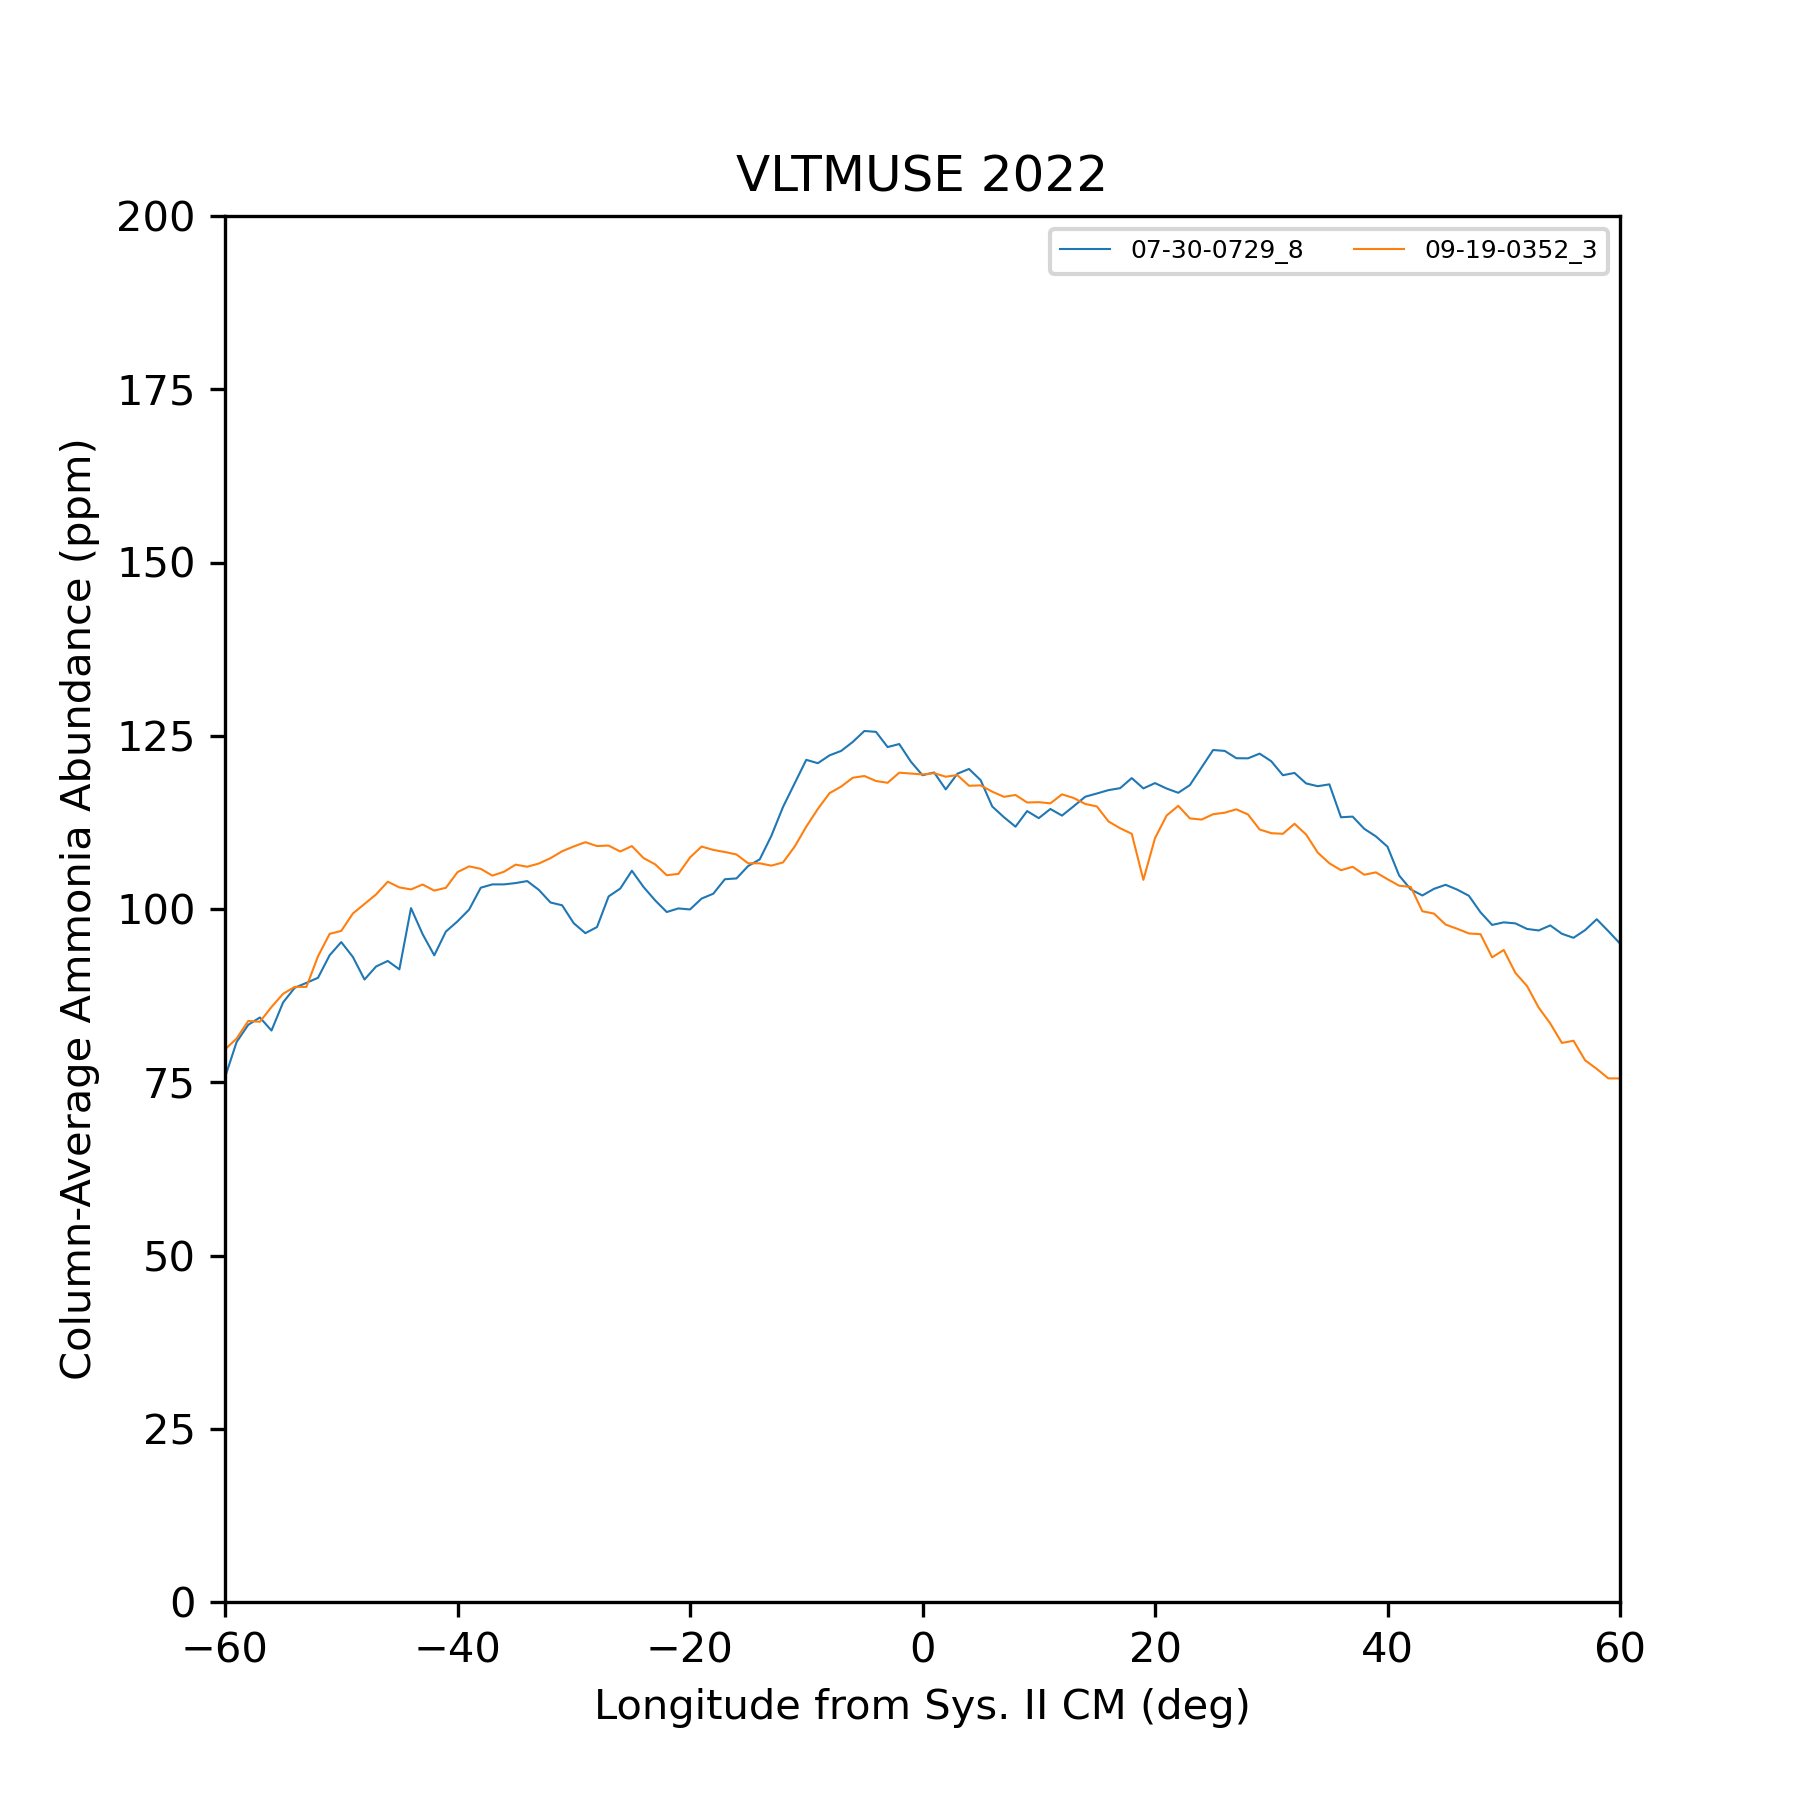 VLTMUSE 2022
07-30-0729_8 09-19-0352_3
Column-Average Ammonia Abundance (ppm)
200
175
150
125
100
75
50
25
0
−60 −40 −20 0 20 40 60
Longitude from Sys. II CM (deg)